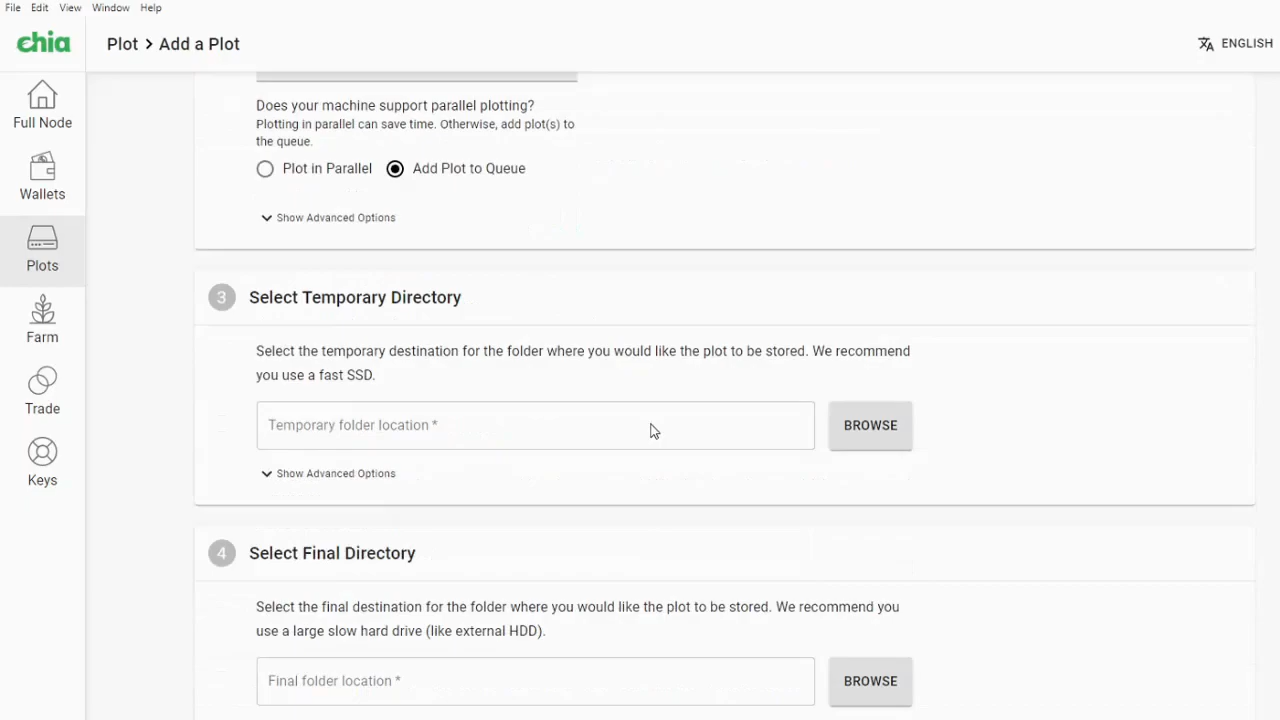 File Edit View Window Help
chia
Plot > Add a Plot
ENGLISH
Full Node
Wallets
Plots
Farm
Trade
Keys
Does your machine support parallel plotting?
Plotting in parallel can save time. Otherwise, add plot(s) to
the queue.
Plot in Parallel Add Plot to Queue
Show Advanced Options
3 Select Temporary Directory
Select the temporary destination for the folder where you would like the plot to be stored. We recommend
you use a fast SSD.
Temporary folder location * BROWSE
Show Advanced Options
4 Select Final Directory
Select the final destination for the folder where you would like the plot to be stored. We recommend you
use a large slow hard drive (like external HDD).
Final folder location * BROWSE